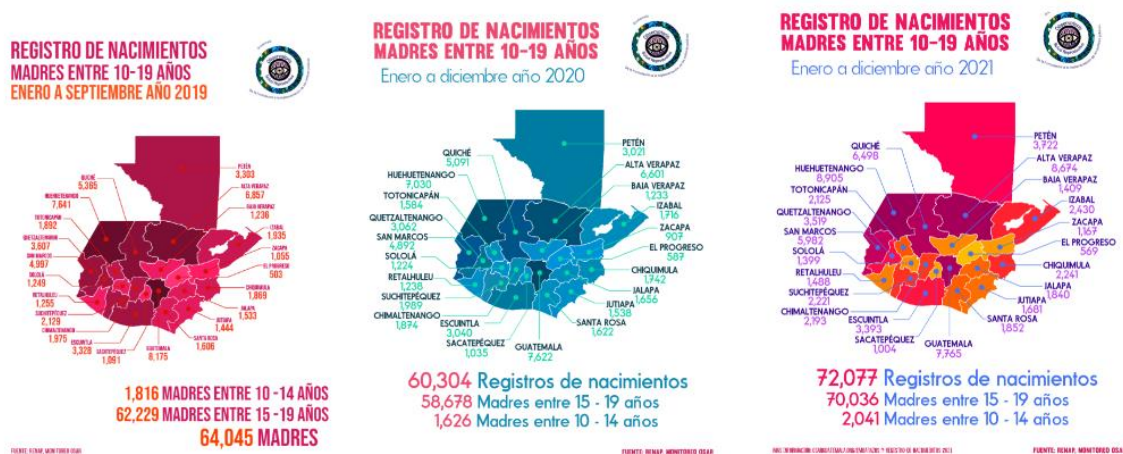 REGISTRO DE NACIMIENTOS
MADRES ENTRE 10-19 AÑOS
ENERO A SEPTIEMBRE AÑO 2019
PETÉN
3,303
QUICHÉ
5,365
ALTA VERAPAZ
6,857
HUEHUETENANGO
7,641
BAJA VERAPAZ
1,236
TOTONICAPÁN
1,892
IZABAL
1,935
QUETZALTENANGO
3,607
ZACAPA
1,055
SAN MARCOS
4,997
EL PROGRESO
503
SOLOLÁ
1,249
CHIQUIMULA
1,869
RETALHULEU
1,255
JALAPA
1,533
SUCHITEPÉQUEZ
2,129
JUTIAPA
1,444
CHIMALTENANGO
1,975
SANTA ROSA
1,606
ESCUINTLA
3,328
SACATEPÉQUEZ
1,091
GUATEMALA
8,175
1,816 MADRES ENTRE 10 -14 AÑOS
62,229 MADRES ENTRE 15-19 AÑOS
64,045 MADRES
FUENTE: RENAP, MONITOREO OSAR
REGISTRO DE NACIMIENTOS
MADRES ENTRE 10-19 AÑOS
Enero a diciembre año 2020
PETÉN
3,021
QUICHÉ
5,091
ALTA VERAPAZ
6,601
HUEHUETENANGO
7,030
BAJA VERAPAZ
1,233
TOTONICAPÁN
1,584
IZABAL
1,716
QUETZALTENANGO
3,062
ZACAPA
907
SAN MARCOS
4,892
EL PROGRESO
587
SOLOLÁ
1,224
CHIQUIMULA
1,742
RETALHULEU
1,238
JALAPA
1,656
SUCHITEPÉQUEZ
1,989
JUTIAPA
1,538
CHIMALTENANGO
1,874
SANTA ROSA
1,622
ESCUINTLA
3,040
SACATEPÉQUEZ
1,035
GUATEMALA
7,622
60,304 Registros de nacimientos
58,678 Madres entre 15 - 19 años
1,626 Madres entre 10 - 14 años
FUENTE: RENAP, MONITOREO OSAR
REGISTRO DE NACIMIENTOS
MADRES ENTRE 10-19 AÑOS
Enero a diciembre año 2021
PETÉN
3,722
QUICHÉ
6,498
ALTA VERAPAZ
8,674
HUEHUETENANGO
8,905
BAJA VERAPAZ
1,409
TOTONICAPÁN
2,125
IZABAL
2,430
QUETZALTENANGO
3,519
ZACAPA
1,167
SAN MARCOS
5,982
EL PROGRESO
569
SOLOLÁ
1,399
CHIQUIMULA
2,241
RETALHULEU
1,488
JALAPA
1,840
SUCHITEPÉQUEZ
2,221
JUTIAPA
1,681
CHIMALTENANGO
2,193
SANTA ROSA
1,852
ESCUINTLA
3,393
SACATEPÉQUEZ
1,004
GUATEMALA
7,765
72,077 Registros de nacimientos
70,036 Madres entre 15 - 19 años
2,041 Madres entre 10 - 14 años
FUENTE: RENAP, MONITOREO OSA